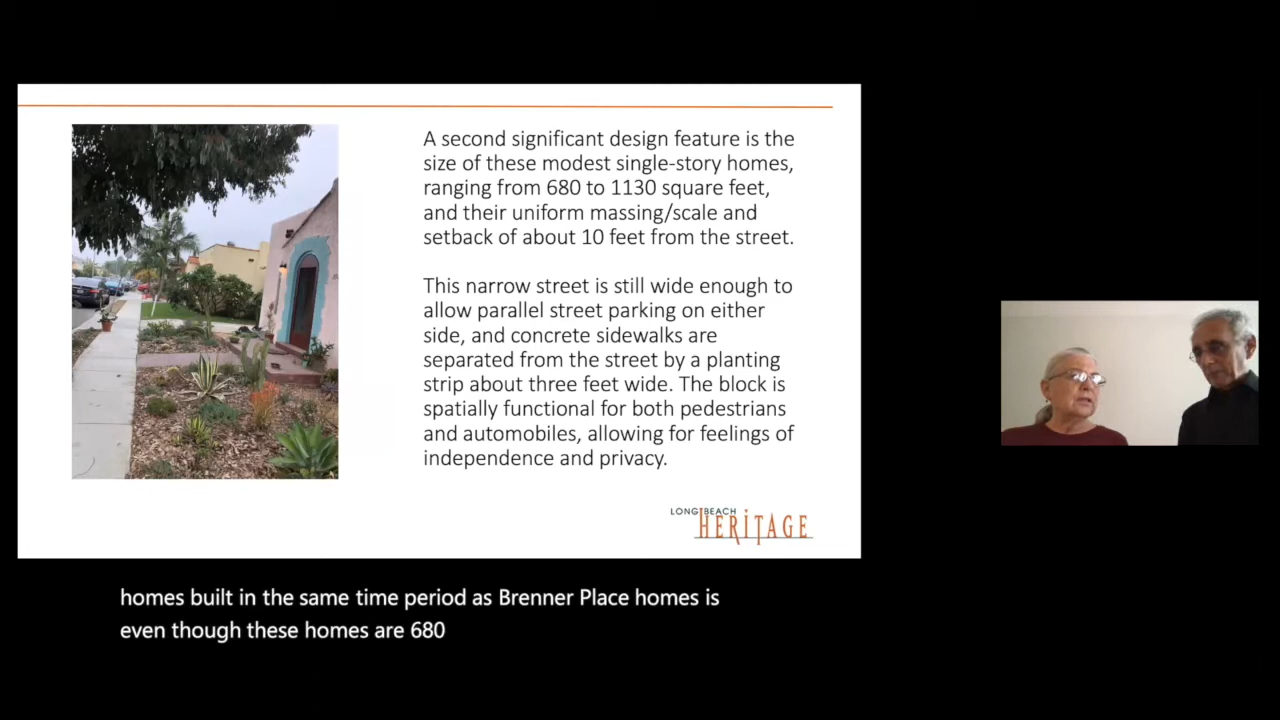 A second significant design feature is the
size of these modest single-story homes,
ranging from 680 to 1130 square feet,
and their uniform massing/scale and
setback of about 10 feet from the street.
This narrow street is still wide enough to
allow parallel street parking on either
side, and concrete sidewalks are
separated from the street by a planting
strip about three feet wide. The block is
spatially functional for both pedestrians
and automobiles, allowing for feelings of
independence and privacy.
LONG BEACH
HERITAGE
homes built in the same time period as Brenner Place homes is
even though these homes are 680